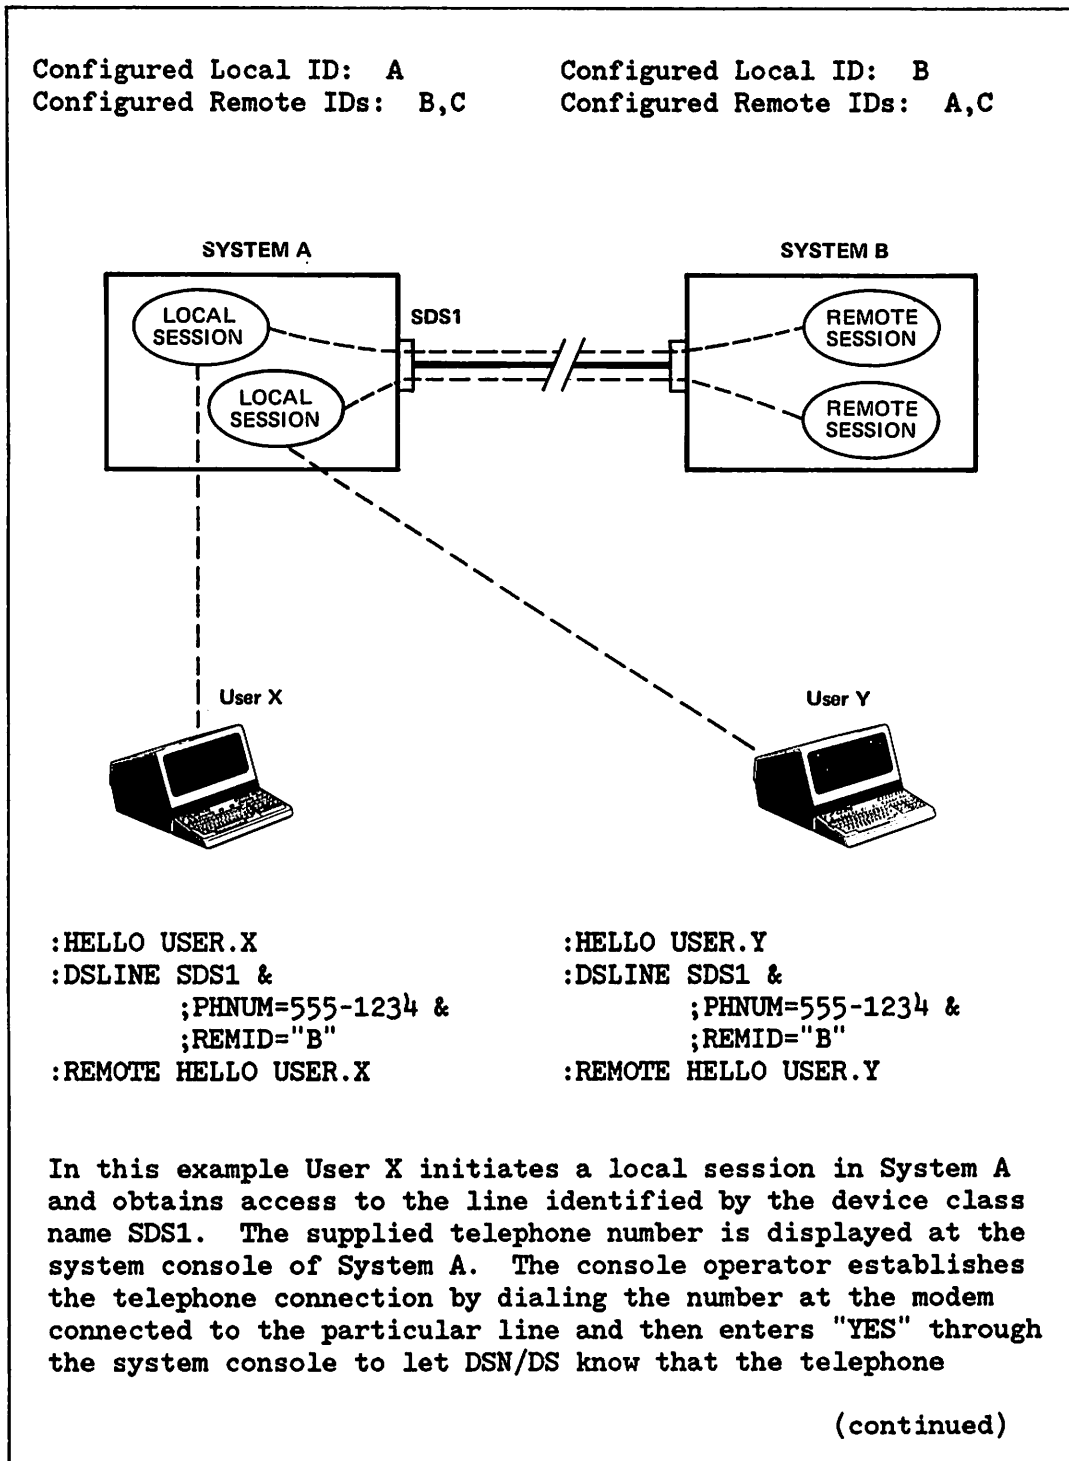 Configured Local ID:  A
Configured Remote IDs:  B,C
Configured Local ID:  B
Configured Remote IDs:  A,C
SYSTEM A
SYSTEM B
LOCAL
SESSION
SDS1
REMOTE
SESSION
LOCAL
SESSION
REMOTE
SESSION
User X
User Y
:HELLO USER.X
:DSLINE SDS1 &
;PHNUM=555-1234 &
;REMID="B"
:REMOTE HELLO USER.X
:HELLO USER.Y
:DSLINE SDS1 &
;PHNUM=555-1234 &
;REMID="B"
:REMOTE HELLO USER.Y
In this example User X initiates a local session in System A
and obtains access to the line identified by the device class
name SDS1.  The supplied telephone number is displayed at the
system console of System A.  The console operator establishes
the telephone connection by dialing the number at the modem
connected to the particular line and then enters "YES" through
the system console to let DSN/DS know that the telephone
(continued)